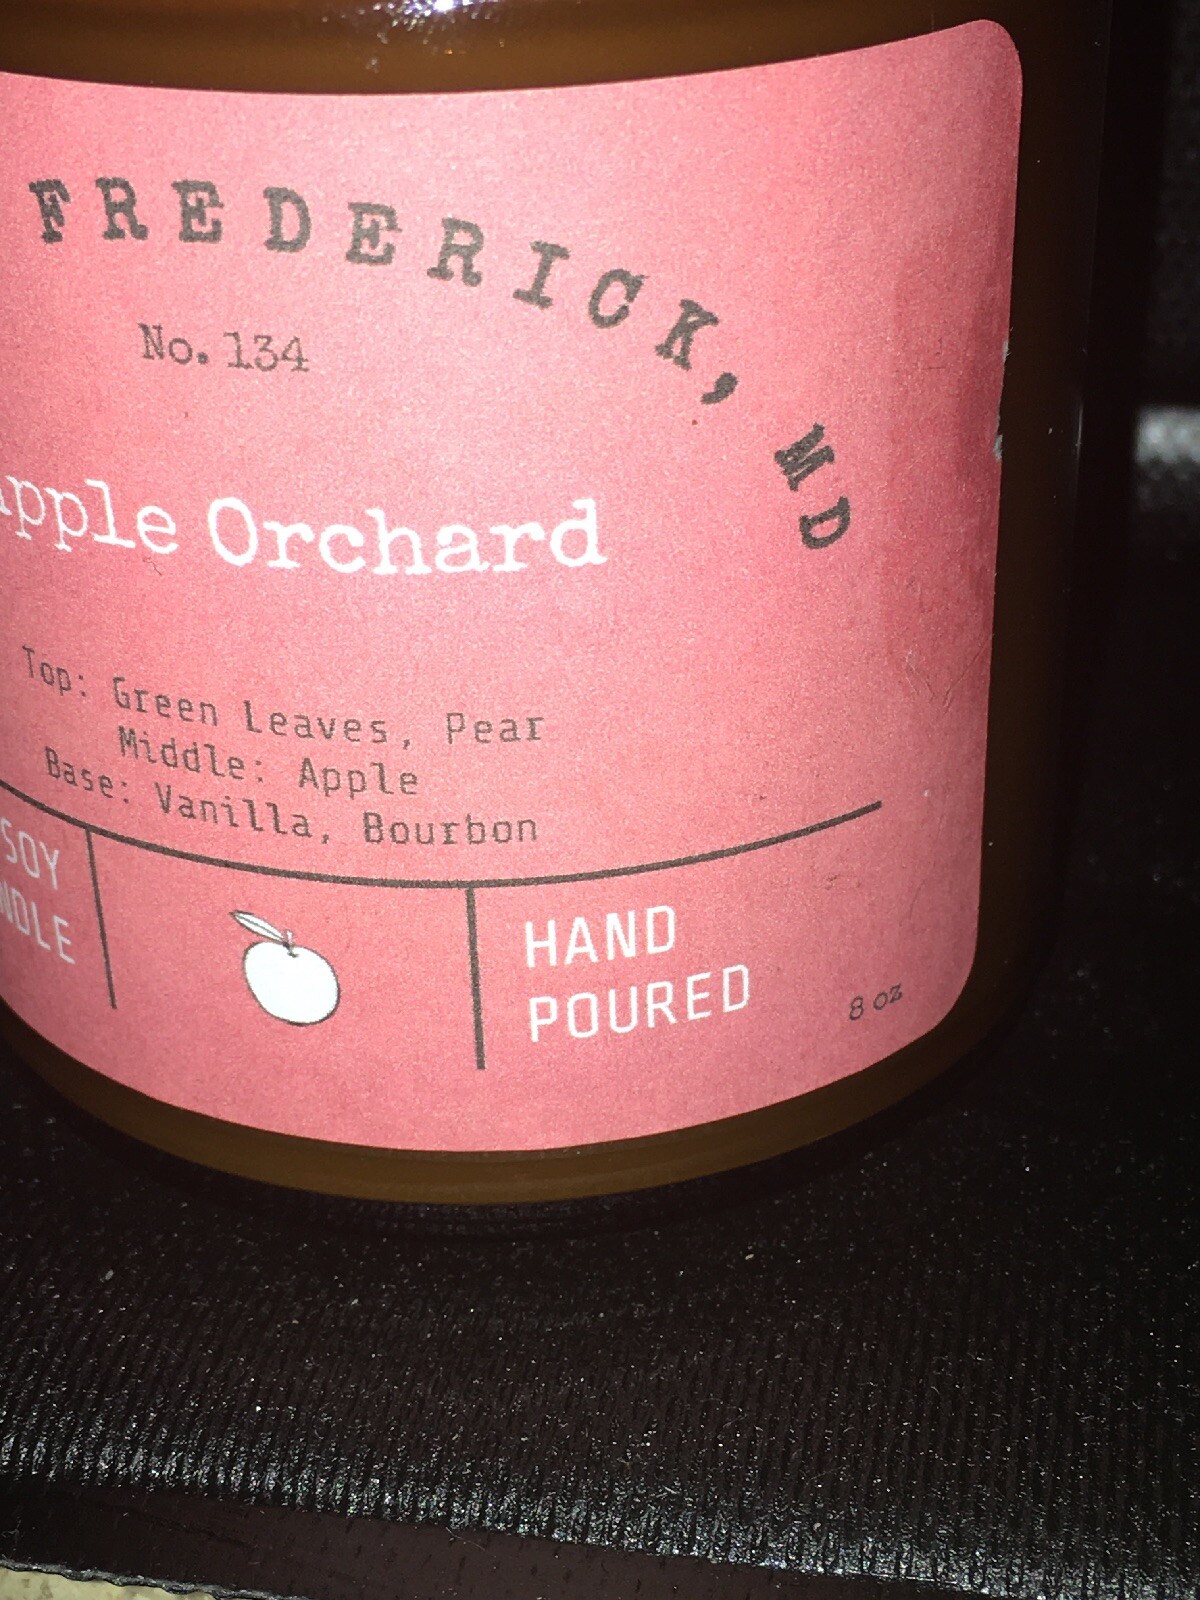 FREDERICK, MD
No. 134
Apple Orchard
Top: Green Leaves, Pear
Middle: Apple
Base: Vanilla, Bourbon
SOY
HAND
POURED
8 oz